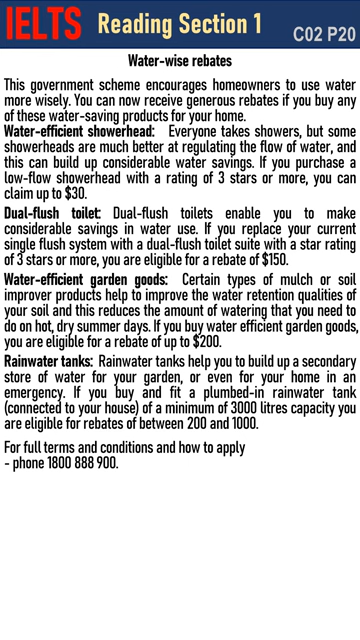 IELTS Reading Section 1 C02 P20
Water-wise rebates
This government scheme encourages homeowners to use water
more wisely. You can now receive generous rebates if you buy any
of these water-saving products for your home.
Water-efficient showerhead: Everyone takes showers, but some
showerheads are much better at regulating the flow of water, and
this can build up considerable water savings. If you purchase a
low-flow showerhead with a rating of 3 stars or more, you can
claim up to $30.
Dual-flush toilet: Dual-flush toilets enable you to make
considerable savings in water use. If you replace your current
single flush system with a dual-flush toilet suite with a star rating
of 3 stars or more, you are eligible for a rebate of $150.
Water-efficient garden goods: Certain types of mulch or soil
improver products help to improve the water retention qualities of
your soil and this reduces the amount of watering that you need to
do on hot, dry summer days. If you buy water efficient garden goods,
you are eligible for a rebate of up to $200.
Rainwater tanks: Rainwater tanks help you to build up a secondary
store of water for your garden, or even for your home in an
emergency. If you buy and fit a plumbed-in rainwater tank
(connected to your house) of a minimum of 3000 litres capacity you
are eligible for rebates of between 200 and 1000.
For full terms and conditions and how to apply
- phone 1800 888 900.